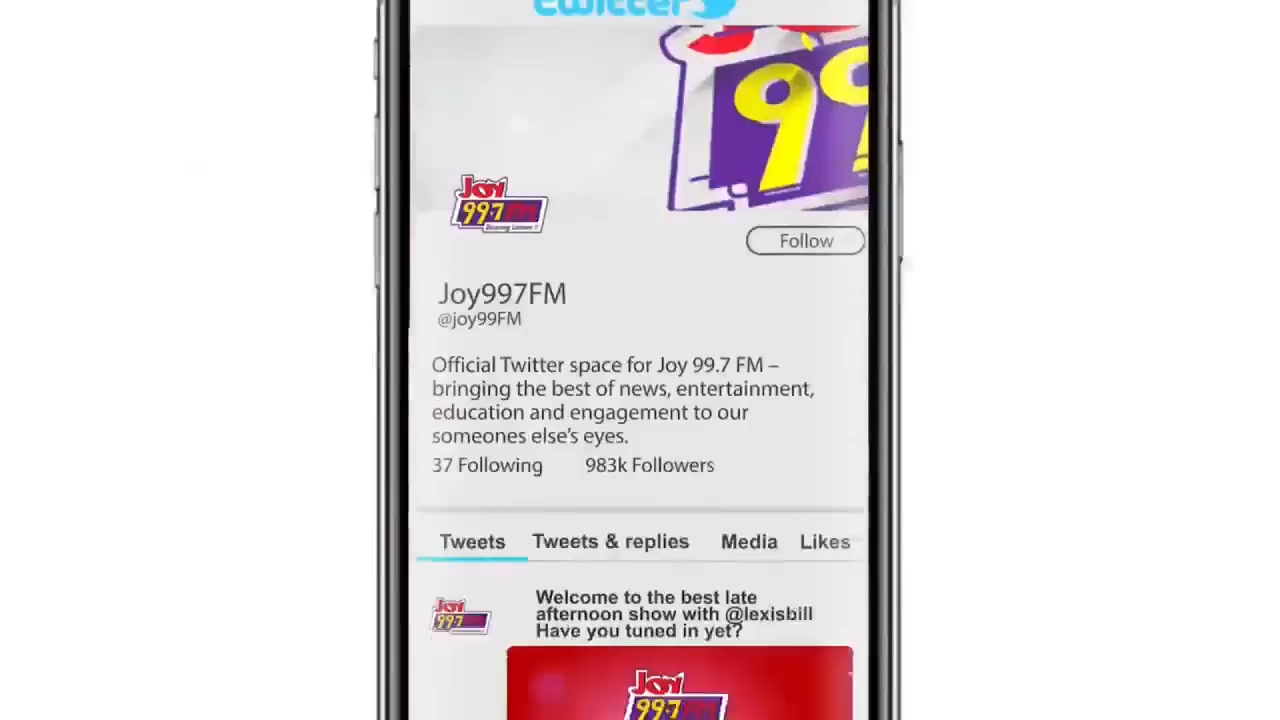 twitter
99
Joy
99.7 FM
Joy997FM
@joy99FM
Follow
Official Twitter space for Joy 99.7 FM –
bringing the best of news, entertainment,
education and engagement to our
someones else's eyes.
37 Following 983k Followers
Tweets Tweets & replies Media Likes
Joy
99.7
Welcome to the best late
afternoon show with @lexisbill
Have you tuned in yet?
Joy
99.7 FM